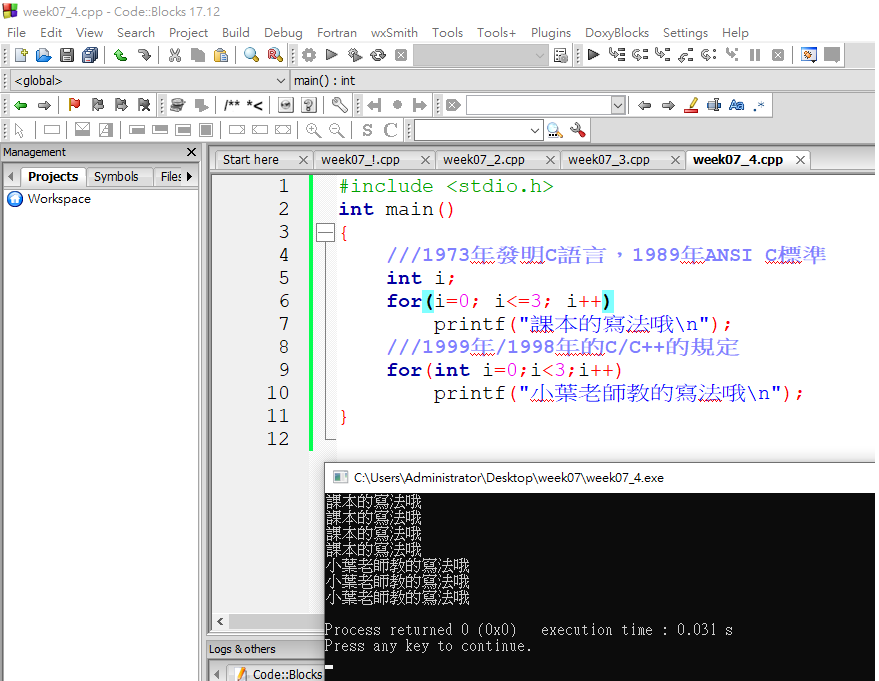 week07_4.cpp - Code::Blocks 17.12
File Edit View Search Project Build Debug Fortran wxSmith Tools Tools+ Plugins DoxyBlocks Settings Help
<global> main() : int
/** *< Aa .*
S C
Management
Projects Symbols Files
Workspace
Start here week07_!.cpp week07_2.cpp week07_3.cpp week07_4.cpp
1 #include <stdio.h>
2 int main()
3 {
4 ///1973年發明C語言，1989年ANSI C標準
5 int i;
6 for(i=0; i<=3; i++)
7 printf("課本的寫法哦\n");
8 ///1999年/1998年的C/C++的規定
9 for(int i=0;i<3;i++)
10 printf("小葉老師教的寫法哦\n");
11 }
12
C:\Users\Administrator\Desktop\week07\week07_4.exe
課本的寫法哦
課本的寫法哦
課本的寫法哦
課本的寫法哦
小葉老師教的寫法哦
小葉老師教的寫法哦
小葉老師教的寫法哦
Process returned 0 (0x0)   execution time : 0.031 s
Press any key to continue.
Logs & others
Code::Blocks